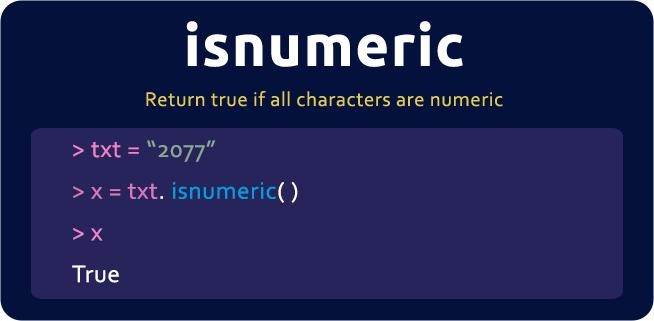 isnumeric
Return true if all characters are numeric
> txt = “2077”
> x = txt. isnumeric( )
> x
True